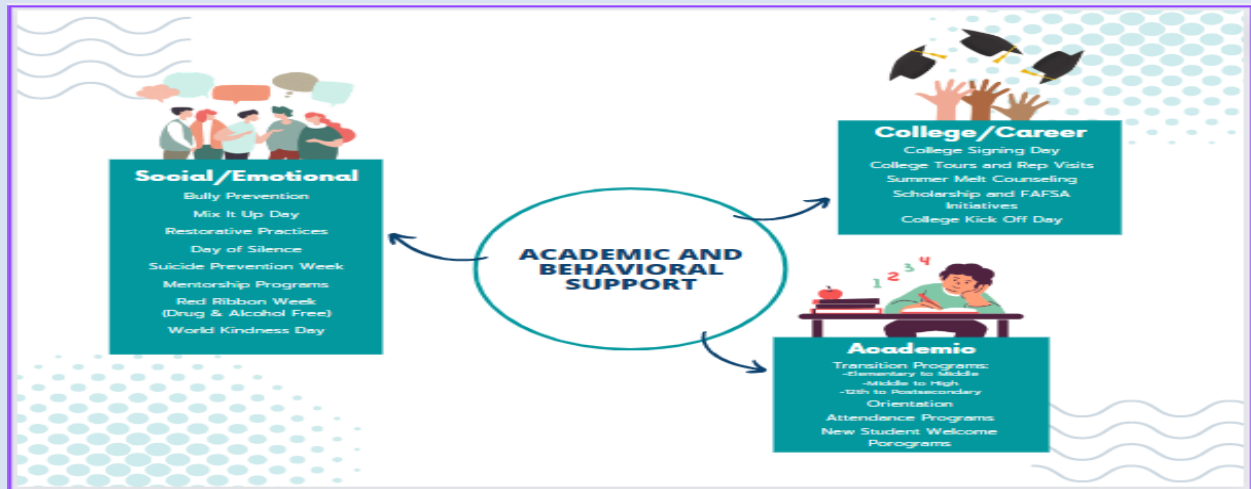 Social/Emotional
Bully Prevention
Mix It Up Day
Restorative Practices
Day of Silence
Suicide Prevention Week
Mentorship Programs
Red Ribbon Week
(Drug & Alcohol Free)
World Kindness Day
ACADEMIC AND
BEHAVIORAL
SUPPORT
College/Career
College Signing Day
College Tours and Rep Visits
Summer Melt Counseling
Scholarship and FAFSA
Initiatives
College Kick Off Day
1 2 3 4
Academic
Transition Programs:
-Elementary to Middle
-Middle to High
-12th to Postsecondary
Orientation
Attendance Programs
New Student Welcome
Porograms